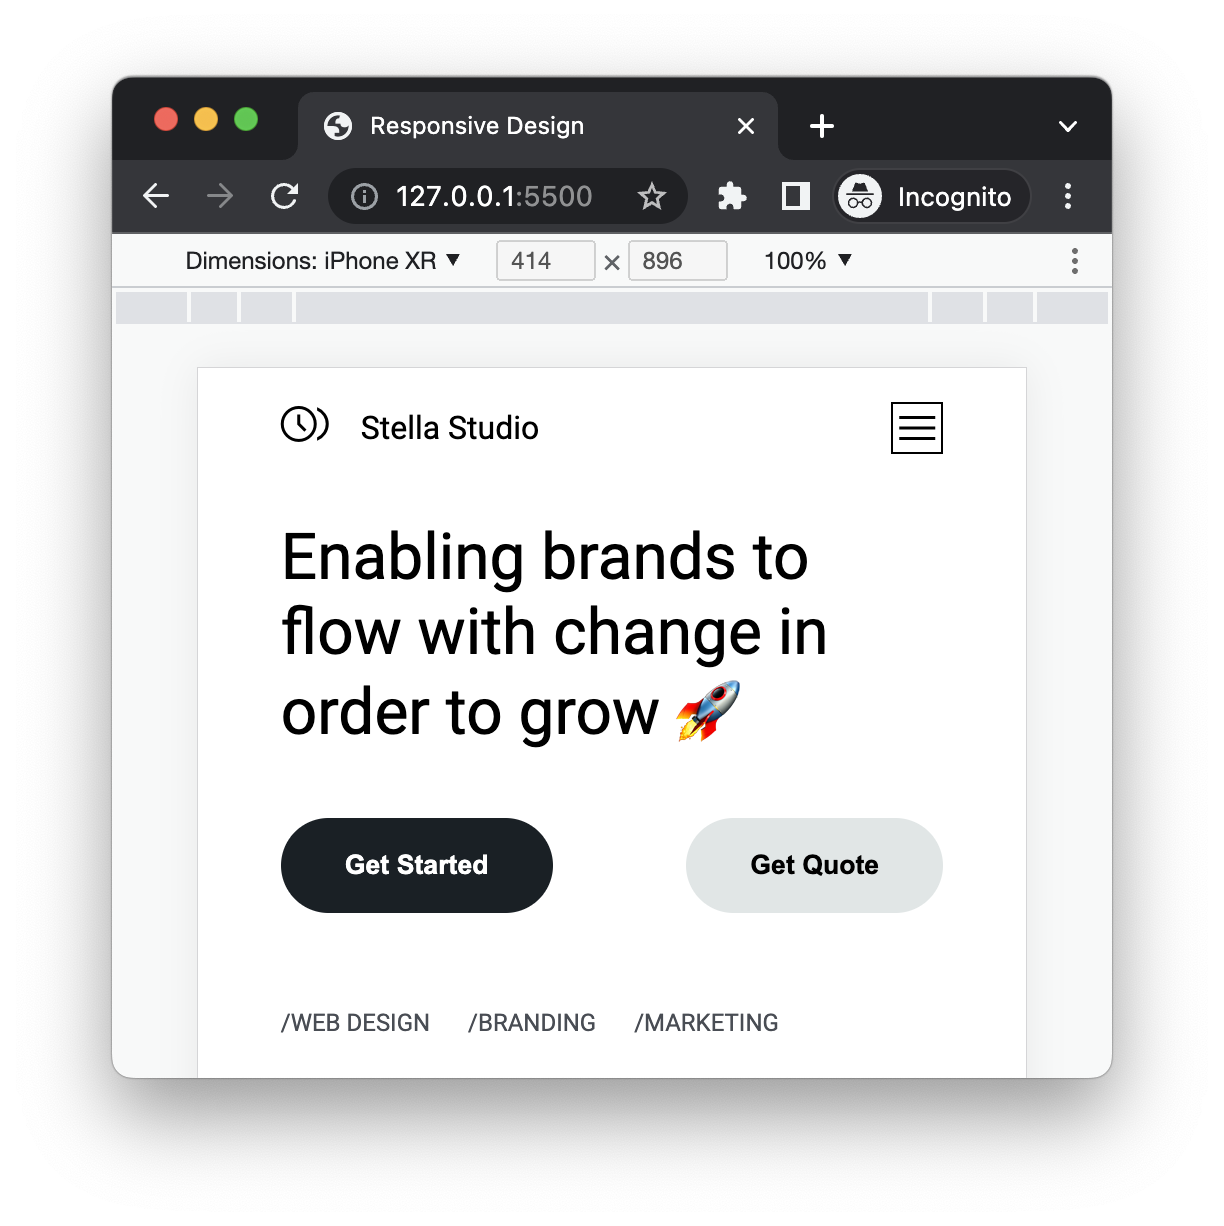 Responsive Design
127.0.0.1:5500
Incognito
Dimensions: iPhone XR ▼ 414 × 896 100% ▼
Stella Studio
Enabling brands to
flow with change in
order to grow 🚀
Get Started Get Quote
/WEB DESIGN /BRANDING /MARKETING